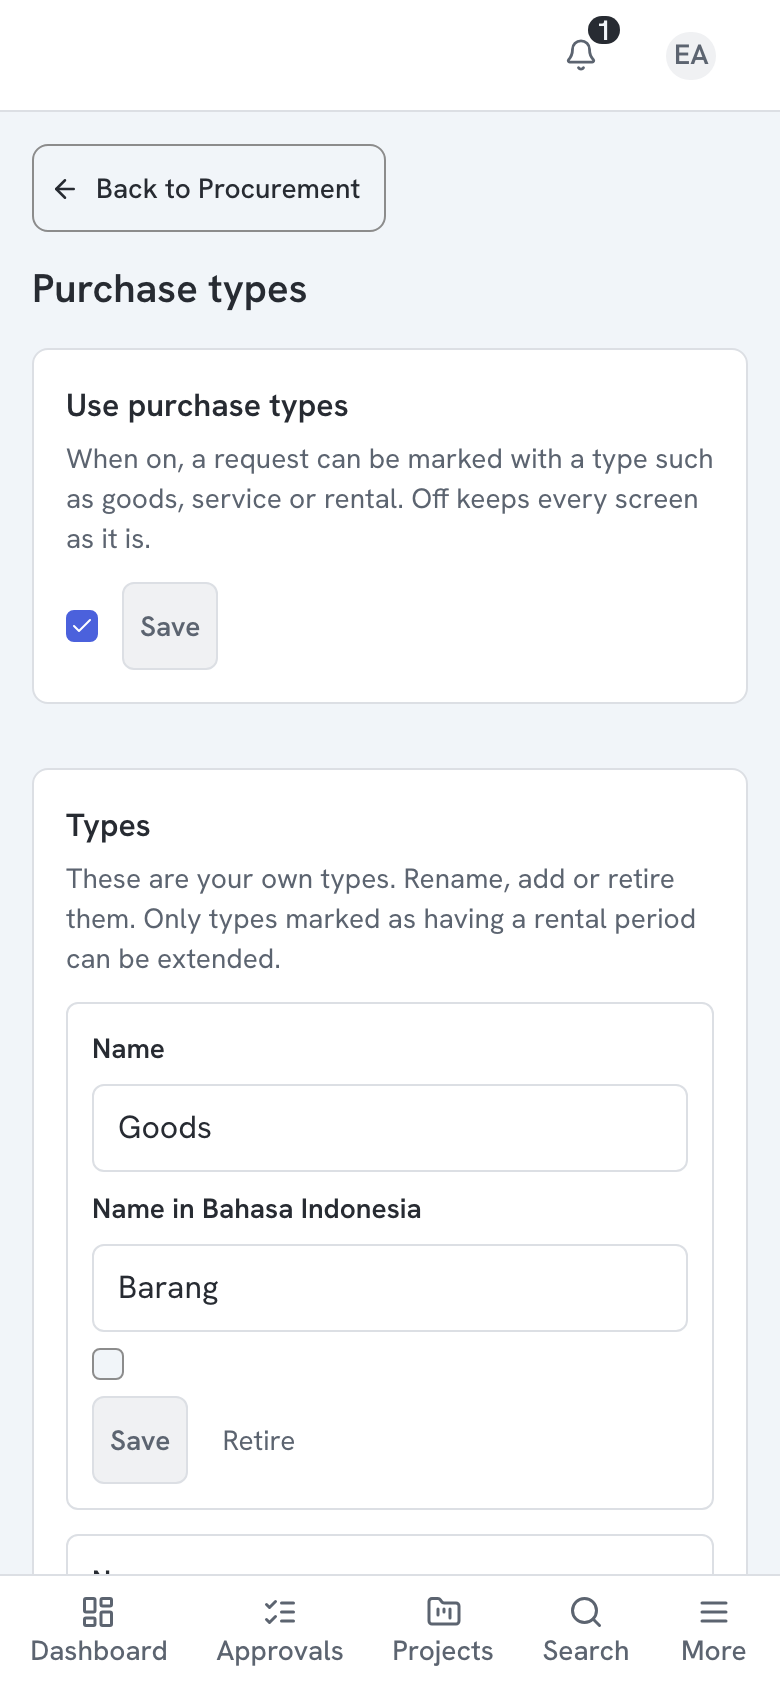 1
EA
Back to Procurement
Purchase types
Use purchase types
When on, a request can be marked with a type such
as goods, service or rental. Off keeps every screen
as it is.
Save
Types
These are your own types. Rename, add or retire
them. Only types marked as having a rental period
can be extended.
Name
Goods
Name in Bahasa Indonesia
Barang
Save Retire
Dashboard Approvals Projects Search More